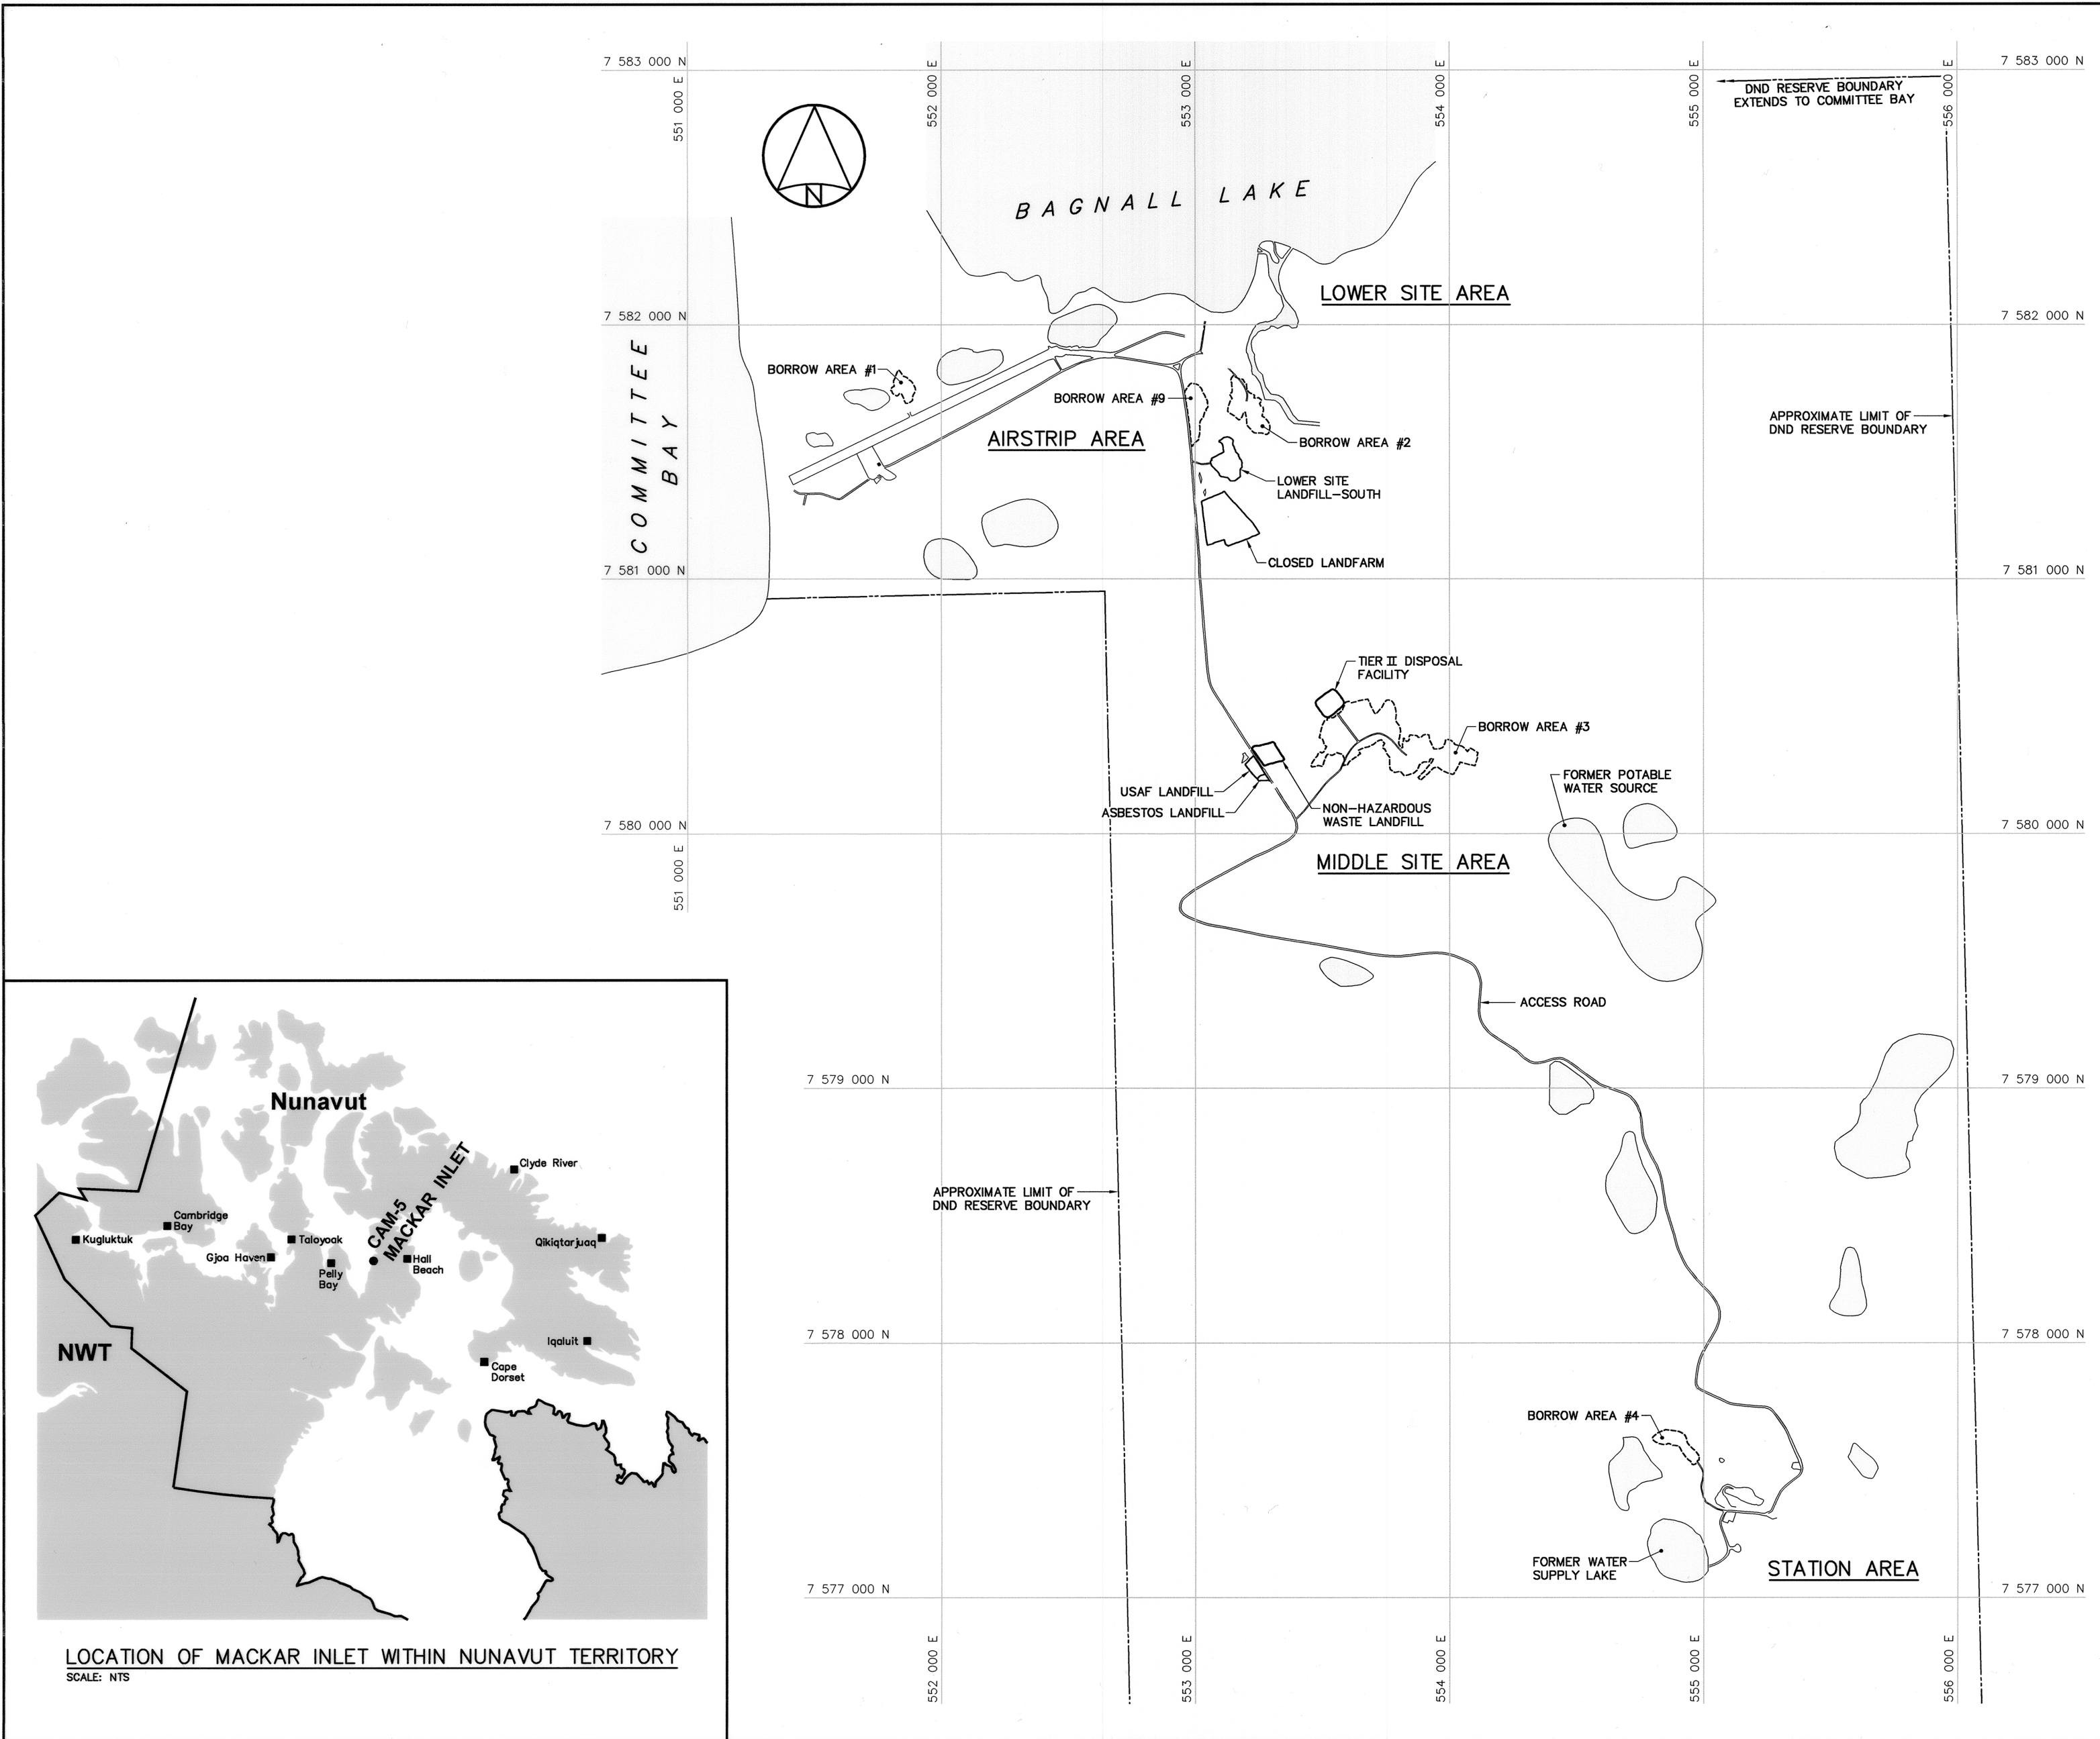 7 583 000 N
551 000 E
552 000 E
553 000 E
554 000 E
555 000 E
556 000 E
7 583 000 N
DND RESERVE BOUNDARY
EXTENDS TO COMMITTEE BAY
N
BAGNALL LAKE
LOWER SITE AREA
7 582 000 N
7 582 000 N
COMMITTEE
BAY
BORROW AREA #1
BORROW AREA #9
AIRSTRIP AREA
BORROW AREA #2
APPROXIMATE LIMIT OF
DND RESERVE BOUNDARY
LOWER SITE
LANDFILL-SOUTH
CLOSED LANDFARM
7 581 000 N
7 581 000 N
TIER II DISPOSAL
FACILITY
BORROW AREA #3
FORMER POTABLE
WATER SOURCE
USAF LANDFILL
ASBESTOS LANDFILL
NON-HAZARDOUS
WASTE LANDFILL
7 580 000 N
7 580 000 N
551 000 E
MIDDLE SITE AREA
ACCESS ROAD
7 579 000 N
7 579 000 N
APPROXIMATE LIMIT OF
DND RESERVE BOUNDARY
7 578 000 N
7 578 000 N
BORROW AREA #4
FORMER WATER
SUPPLY LAKE
STATION AREA
7 577 000 N
7 577 000 N
552 000 E
553 000 E
554 000 E
555 000 E
556 000 E
Nunavut
Clyde River
CAM-5
MACKAR INLET
Cambridge
Bay
Kugluktuk
Taloyoak
Gjoa Haven
Pelly
Bay
Hall
Beach
Qikiqtarjuaq
NWT
Iqaluit
Cape
Dorset
LOCATION OF MACKAR INLET WITHIN NUNAVUT TERRITORY
SCALE: NTS